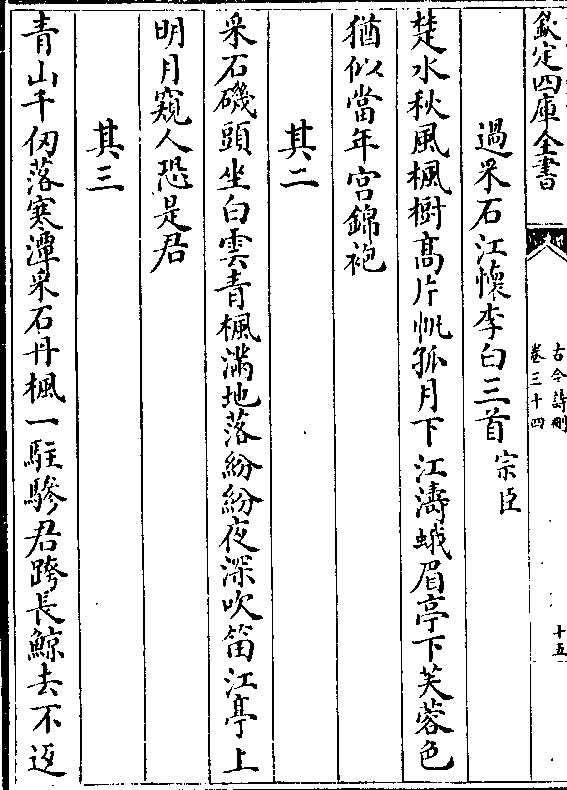 欽定四庫全書
古今詩刪
卷三十四
十五
過采石江懷李白三首宗臣
楚水秋風楓樹髙片帆孤月下江濤蛾眉亭下芙蓉色
猶似當年宫錦袍
其二
采石磯頭坐白雲青楓滿地落紛紛夜深吹笛江亭上
明月窺人恐是君
其三
青山千仞落寒潭采石丹楓一駐驂君跨長鯨去不返